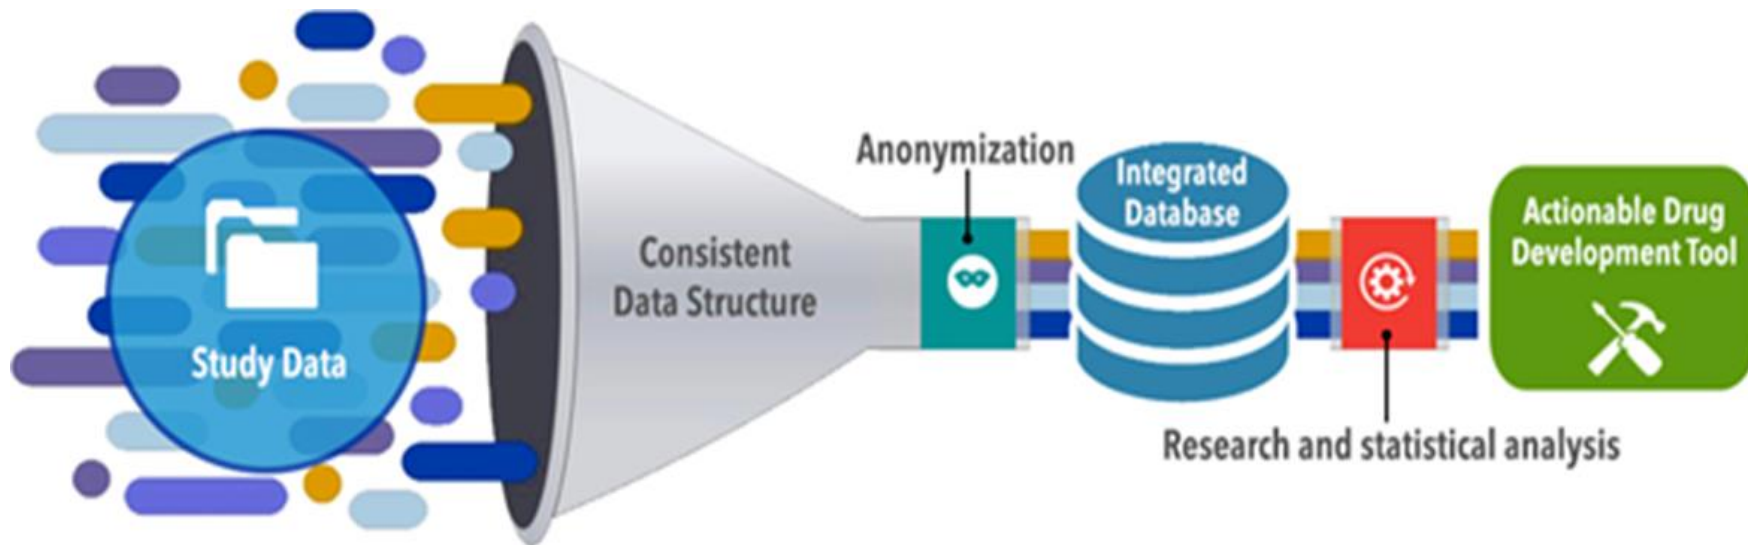 Study Data
Consistent
Data Structure
Anonymization
Integrated
Database
Research and statistical analysis
Actionable Drug
Development Tool